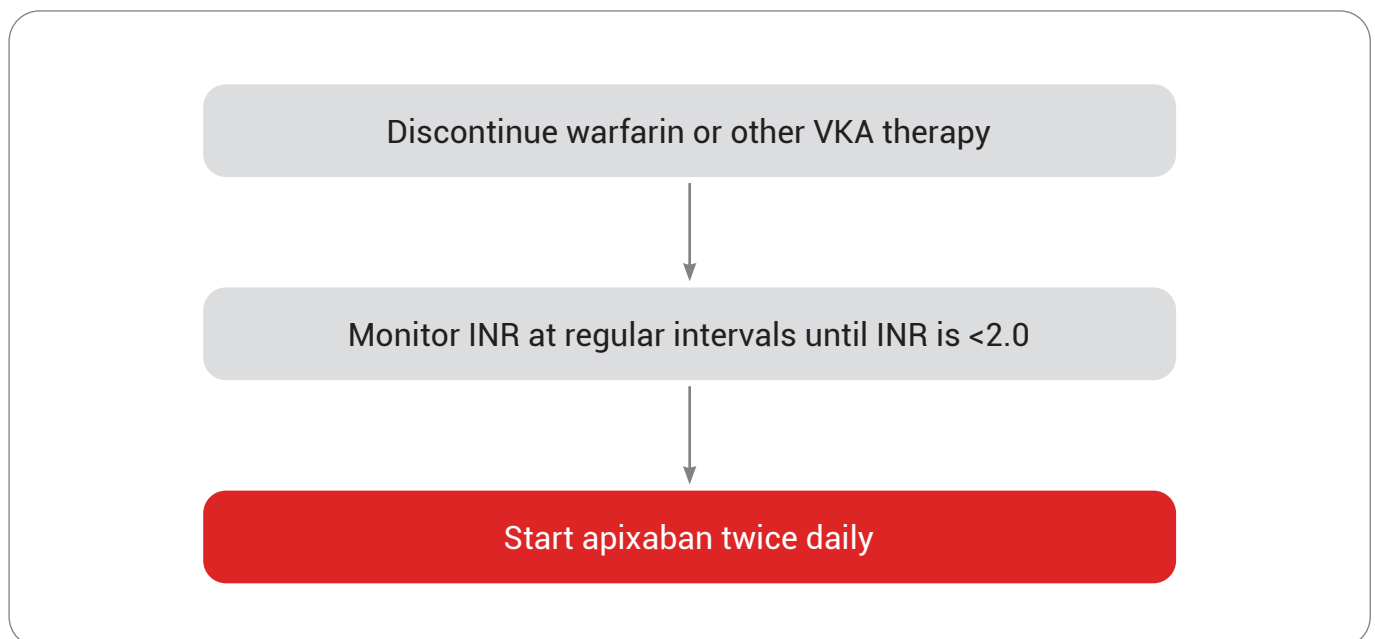 Discontinue warfarin or other VKA therapy
Monitor INR at regular intervals until INR is <2.0
Start apixaban twice daily